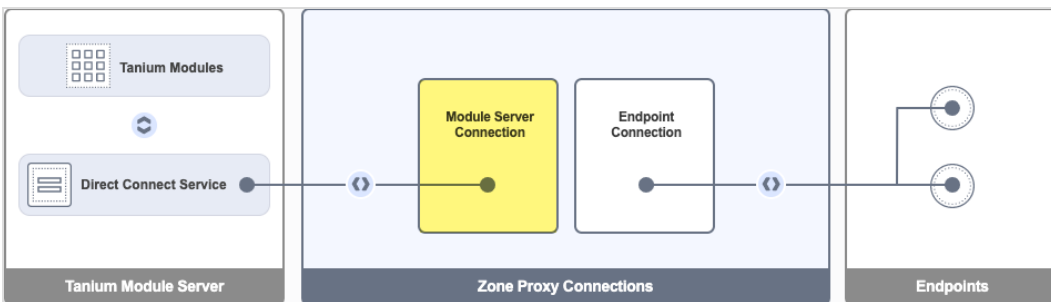 Tanium Modules
Direct Connect Service
Tanium Module Server
Module Server
Connection
Endpoint
Connection
Zone Proxy Connections
Endpoints